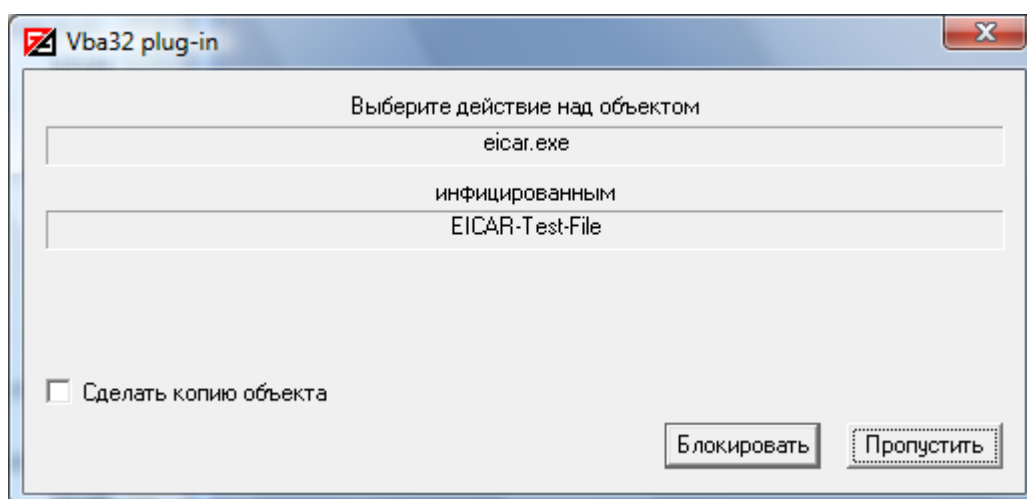 Vba32 plug-in
Выберите действие над объектом
eicar.exe
инфицированным
EICAR-Test-File
Сделать копию объекта
Блокировать Пропустить